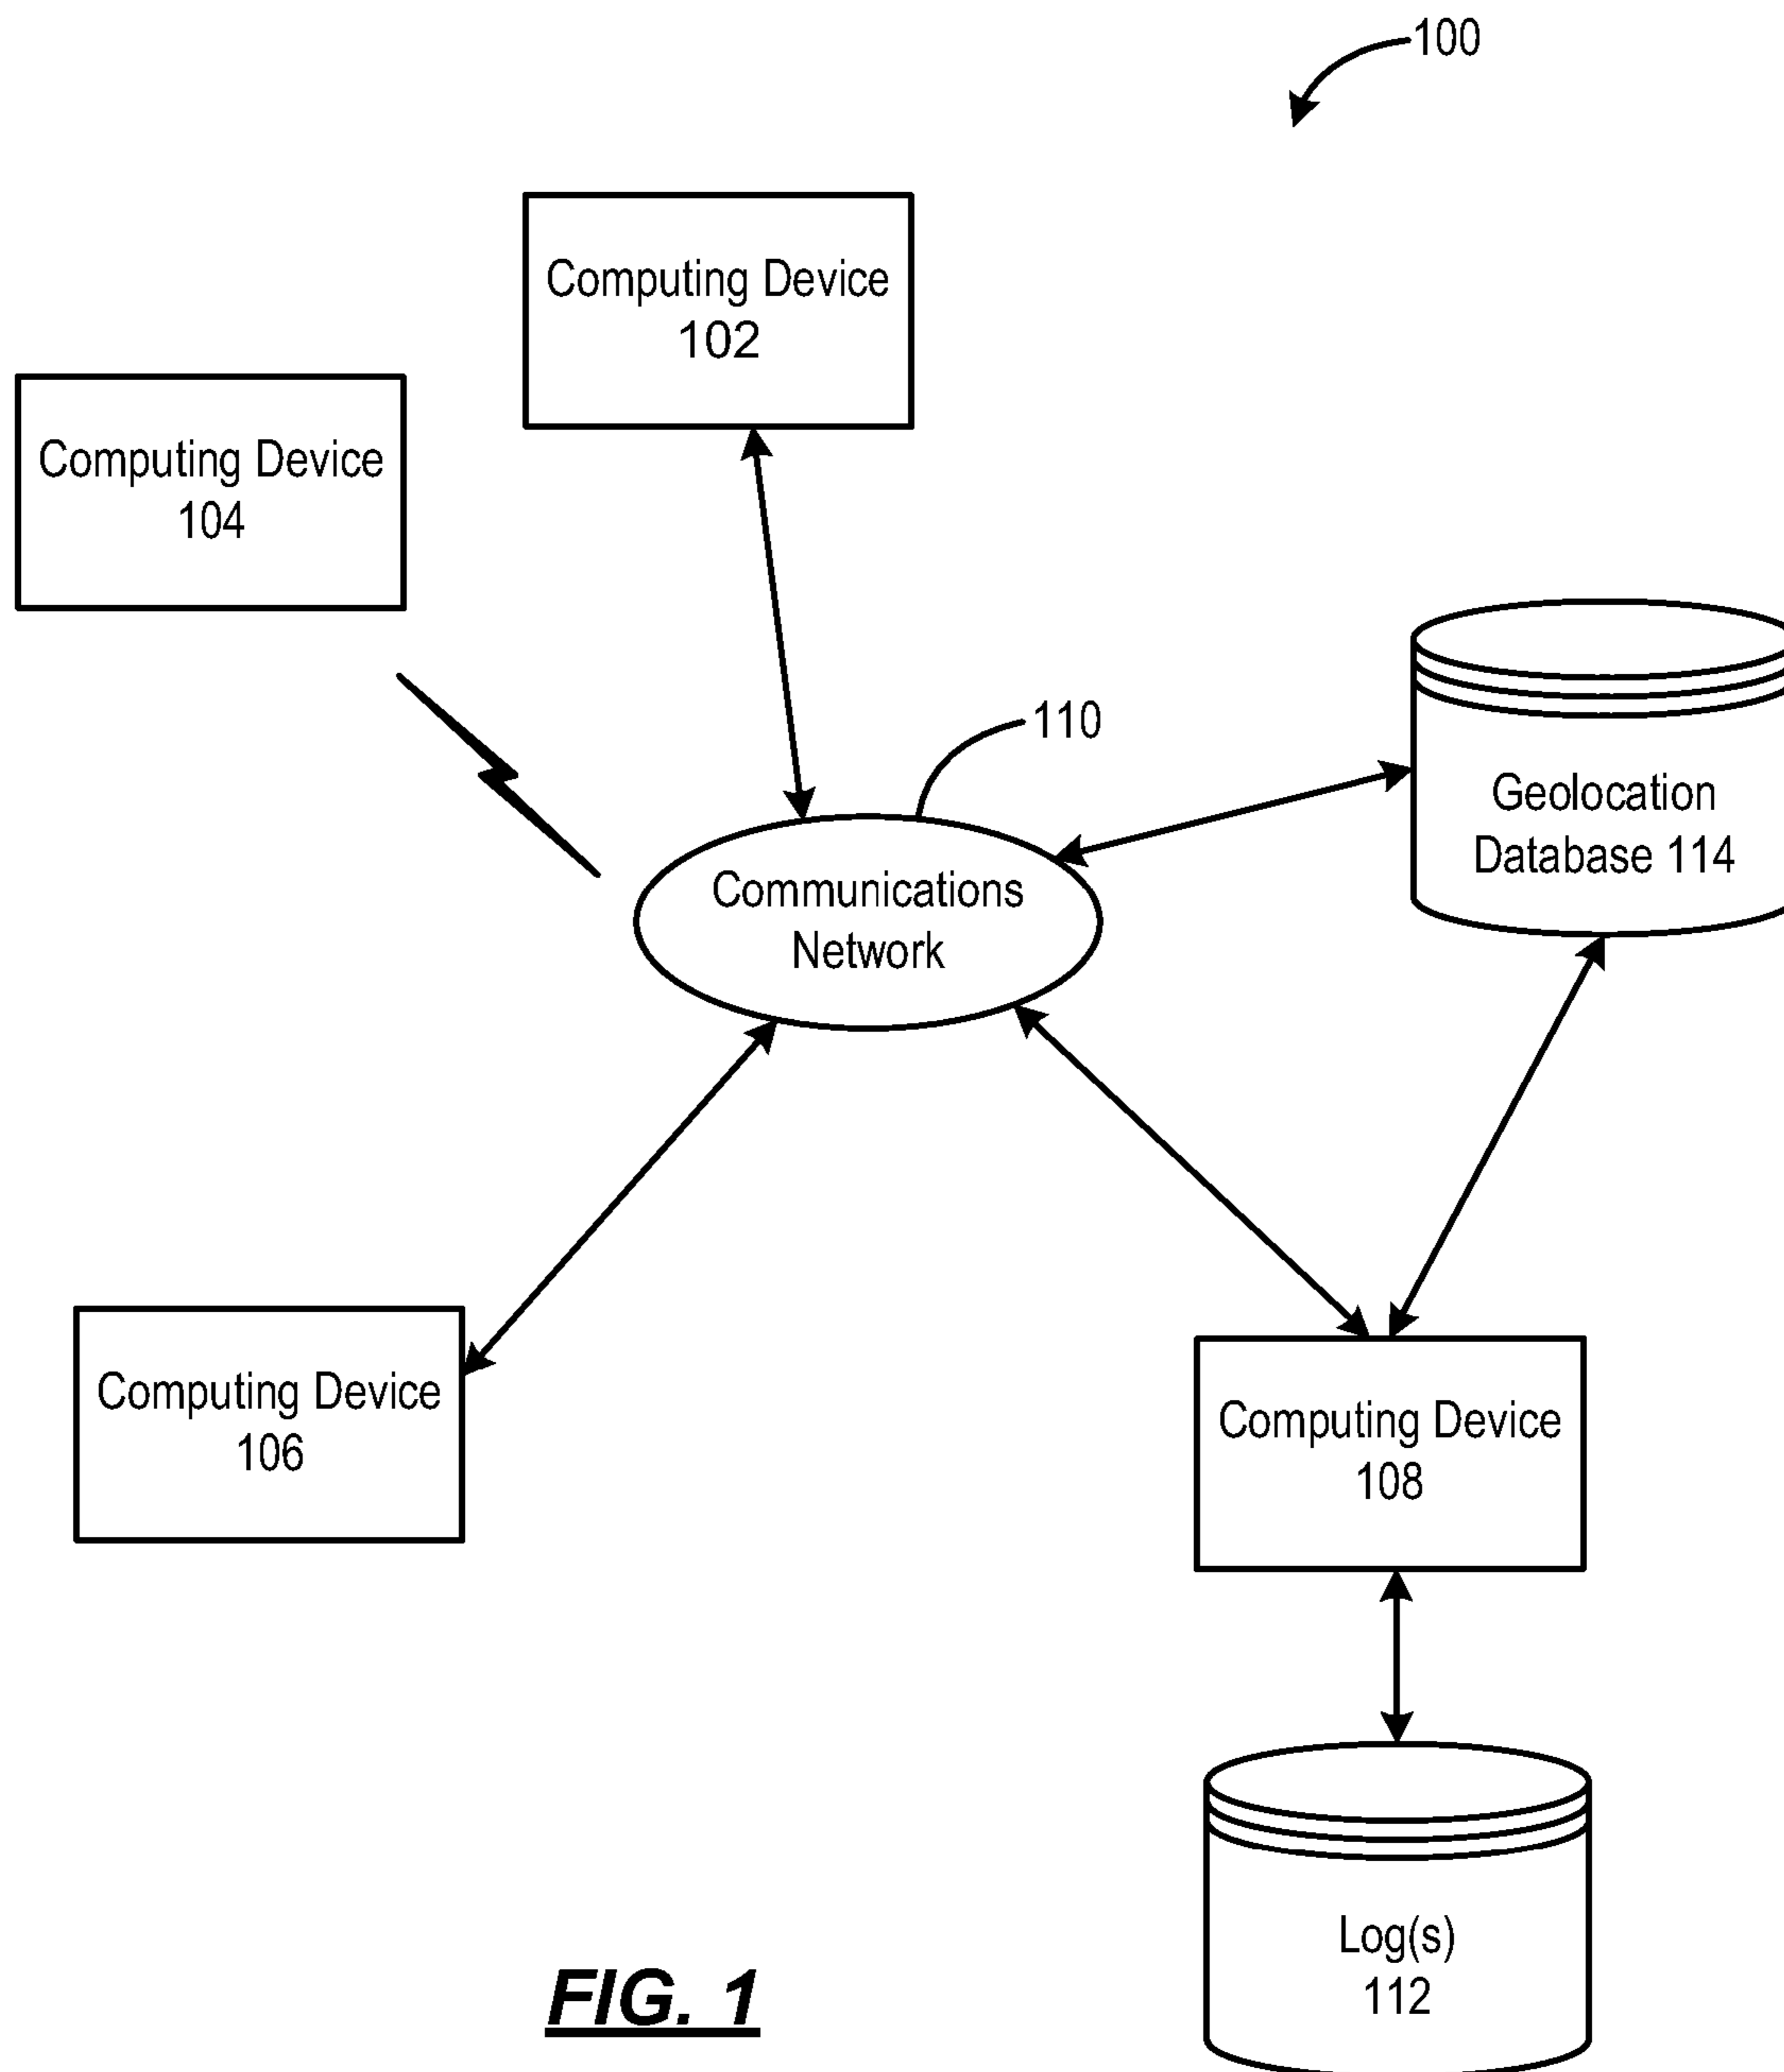 100
Computing Device
102
Computing Device
104
110
Geolocation
Database 114
Communications
Network
Computing Device
106
Computing Device
108
Log(s)
112
FIG. 1